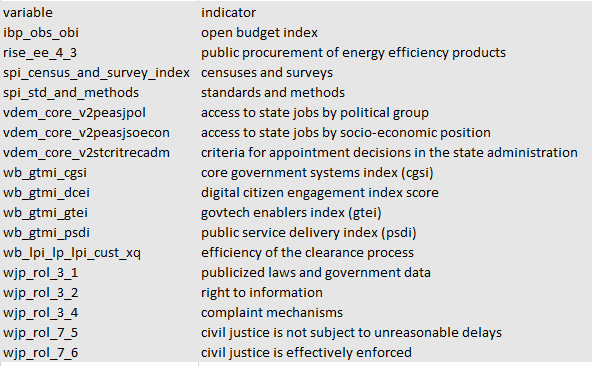 variable indicator
ibp_obs_obi open budget index
rise_ee_4_3 public procurement of energy efficiency products
spi_census_and_survey_index censuses and surveys
spi_std_and_methods standards and methods
vdem_core_v2peasjpol access to state jobs by political group
vdem_core_v2peasjsoecon access to state jobs by socio-economic position
vdem_core_v2stcritrecadm criteria for appointment decisions in the state administration
wb_gtmi_cgsi core government systems index (cgsi)
wb_gtmi_dcei digital citizen engagement index score
wb_gtmi_gtei govtech enablers index (gtei)
wb_gtmi_psdi public service delivery index (psdi)
wb_lpi_lp_lpi_cust_xq efficiency of the clearance process
wjp_rol_3_1 publicized laws and government data
wjp_rol_3_2 right to information
wjp_rol_3_4 complaint mechanisms
wjp_rol_7_5 civil justice is not subject to unreasonable delays
wjp_rol_7_6 civil justice is effectively enforced